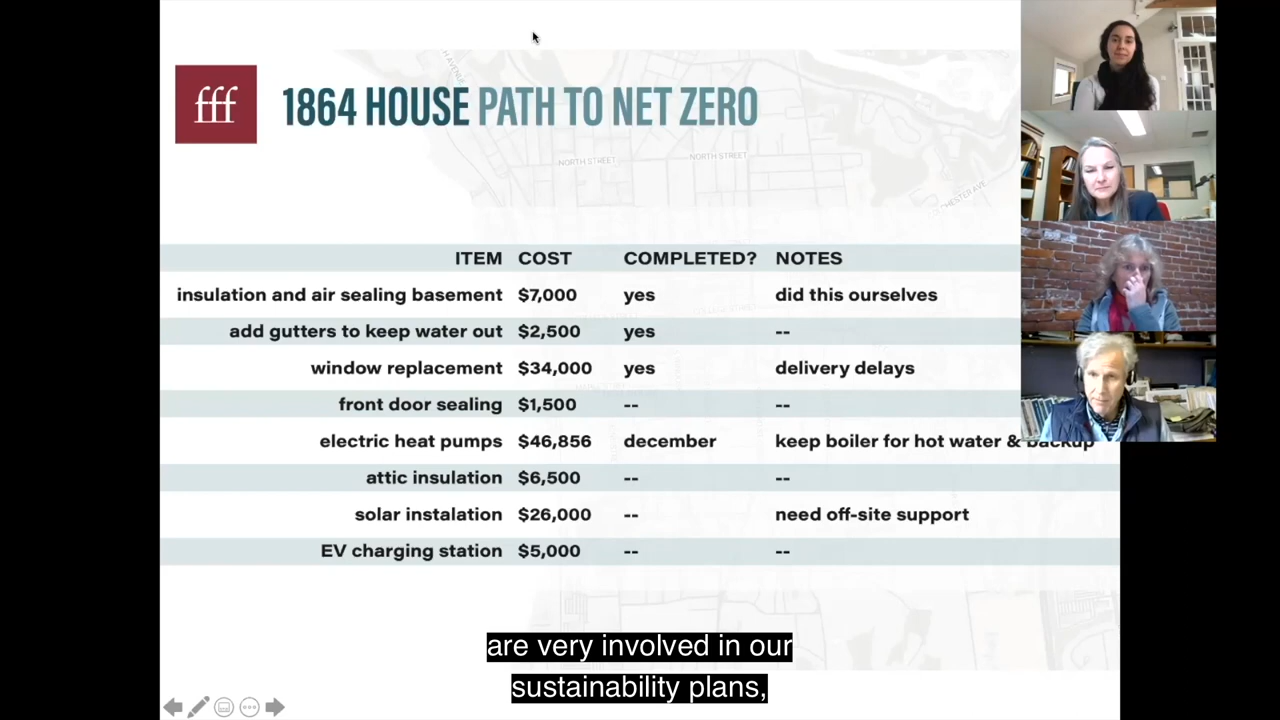 fff
1864 HOUSE PATH TO NET ZERO
NORTH STREET
NORTH STREET
ITEM COST COMPLETED? NOTES
insulation and air sealing basement $7,000 yes did this ourselves
add gutters to keep water out $2,500 yes --
window replacement $34,000 yes delivery delays
front door sealing $1,500 -- --
electric heat pumps $46,856 december keep boiler for hot water & backup
attic insulation $6,500 -- --
solar instalation $26,000 -- need off-site support
EV charging station $5,000 -- --
are very involved in our
sustainability plans,